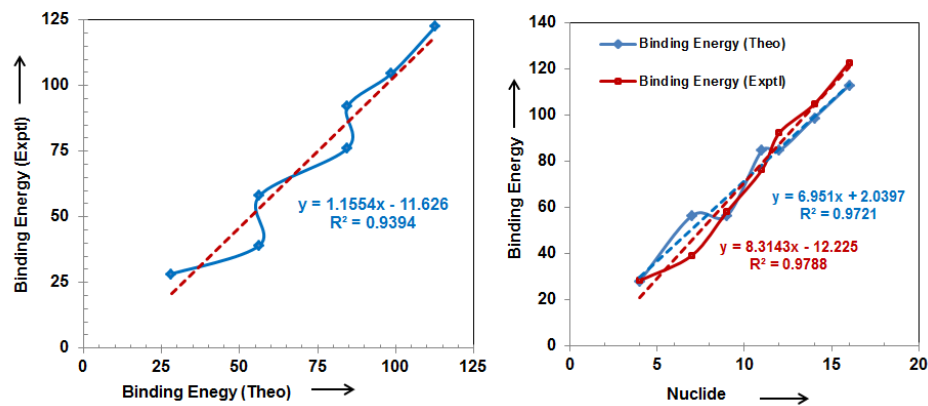 125
100
75
50
25
0
0
25
50
75
100
125
Binding Energy (Exptl)
Binding Enegy (Theo)
y = 1.1554x - 11.626
R² = 0.9394
140
120
100
80
60
40
20
0
0
5
10
15
20
Binding Energy
Nuclide
Binding Energy (Theo)
Binding Energy (Exptl)
y = 6.951x + 2.0397
R² = 0.9721
y = 8.3143x - 12.225
R² = 0.9788